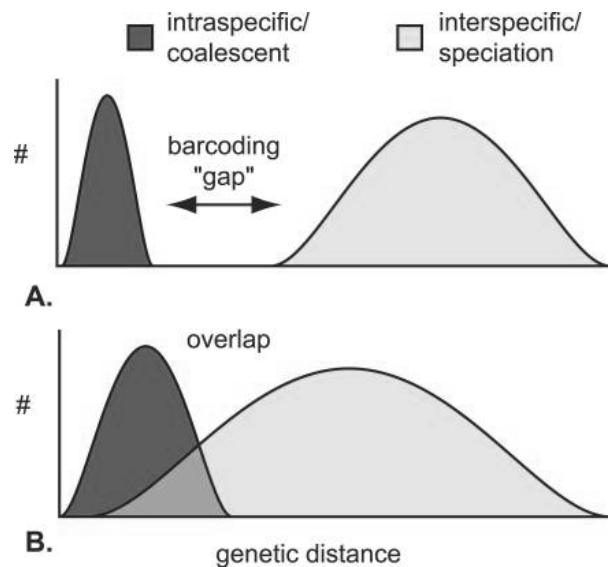 intraspecific/
coalescent
interspecific/
speciation
#
barcoding
"gap"
A.
overlap
#
B.
genetic distance